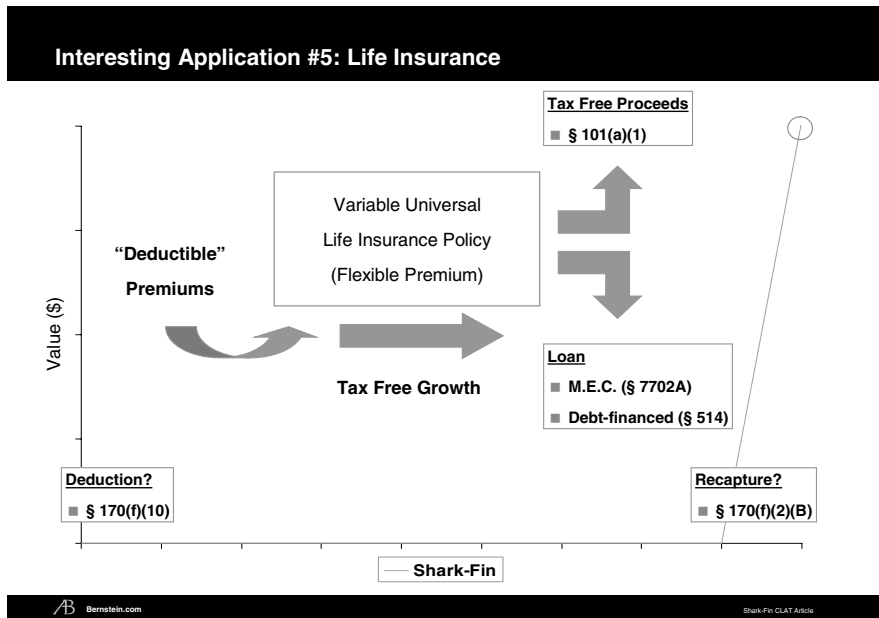 Interesting Application #5: Life Insurance
Tax Free Proceeds
§ 101(a)(1)
Variable Universal
Life Insurance Policy
(Flexible Premium)
“Deductible”
Premiums
Value ($)
Tax Free Growth
Loan
M.E.C. (§ 7702A)
Debt-financed (§ 514)
Deduction?
§ 170(f)(10)
Recapture?
§ 170(f)(2)(B)
Shark-Fin
AB Bernstein.com
Shark-Fin CLAT Article